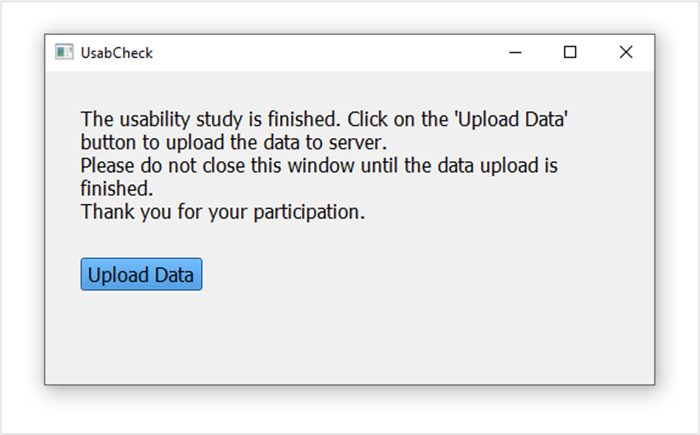 UsabCheck
The usability study is finished. Click on the 'Upload Data'
button to upload the data to server.
Please do not close this window until the data upload is
finished.
Thank you for your participation.
Upload Data